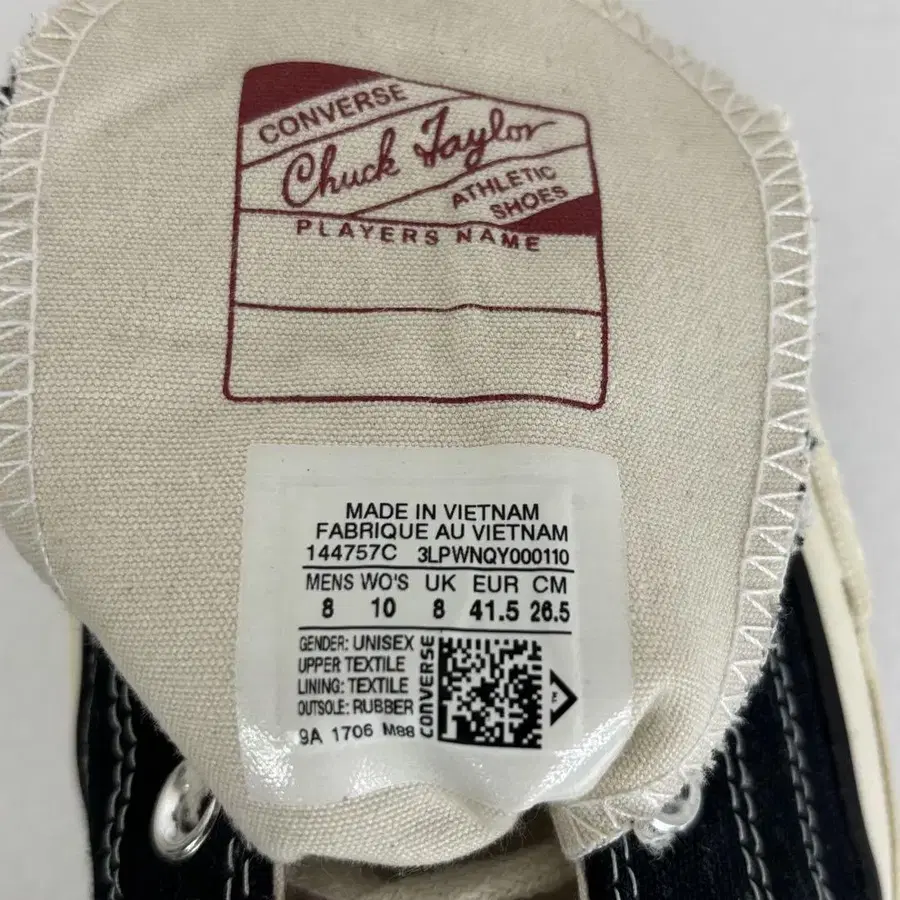 CONVERSE
Chuck Taylor
ATHLETIC
SHOES
PLAYERS NAME
MADE IN VIETNAM
FABRIQUE AU VIETNAM
144757C 3LPWNQY000110
MENS WO'S UK EUR CM
8 10 8 41.5 26.5
GENDER: UNISEX
UPPER TEXTILE
LINING: TEXTILE
OUTSOLE: RUBBER
9A 1706 M88
CONVERSE
F